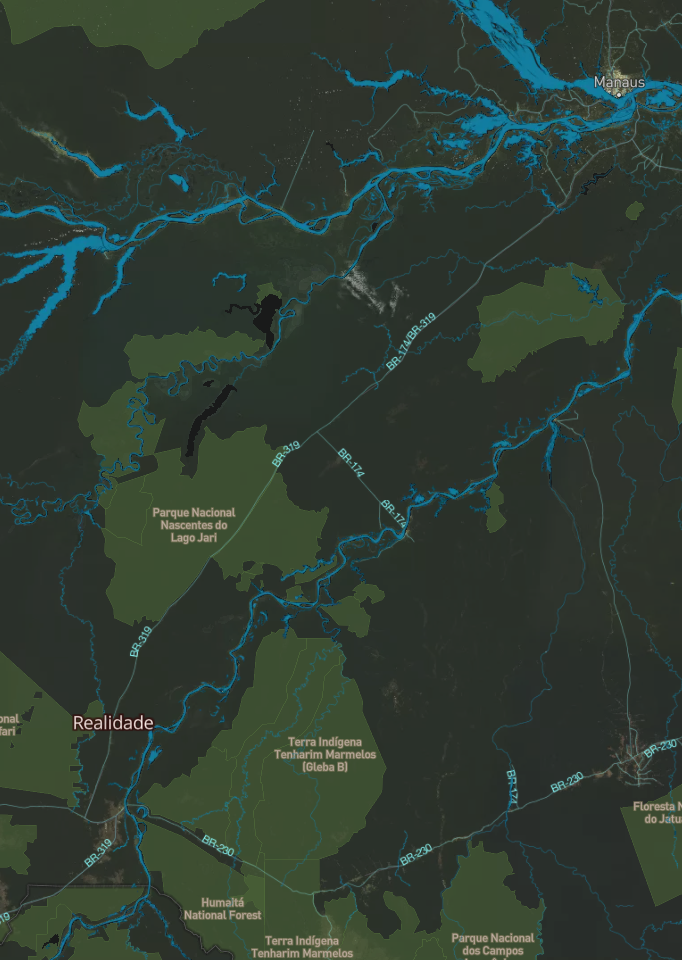 Manaus
BR-174/BR-319
BR-319
BR-174
BR-174
Parque Nacional
Nascentes do
Lago Jari
BR-319
Realidade
Terra Indígena
Tenharim Marmelos
(Gleba B)
BR-230
BR-230
BR-174
BR-319
BR-230
BR-230
Humaitá
National Forest
Terra Indígena
Tenharim Marmelos
Parque Nacional
dos Campos